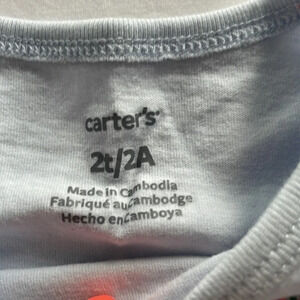 carter's
2t/2A
Made in Cambodia
Fabriqué au Cambodge
Hecho en Camboya